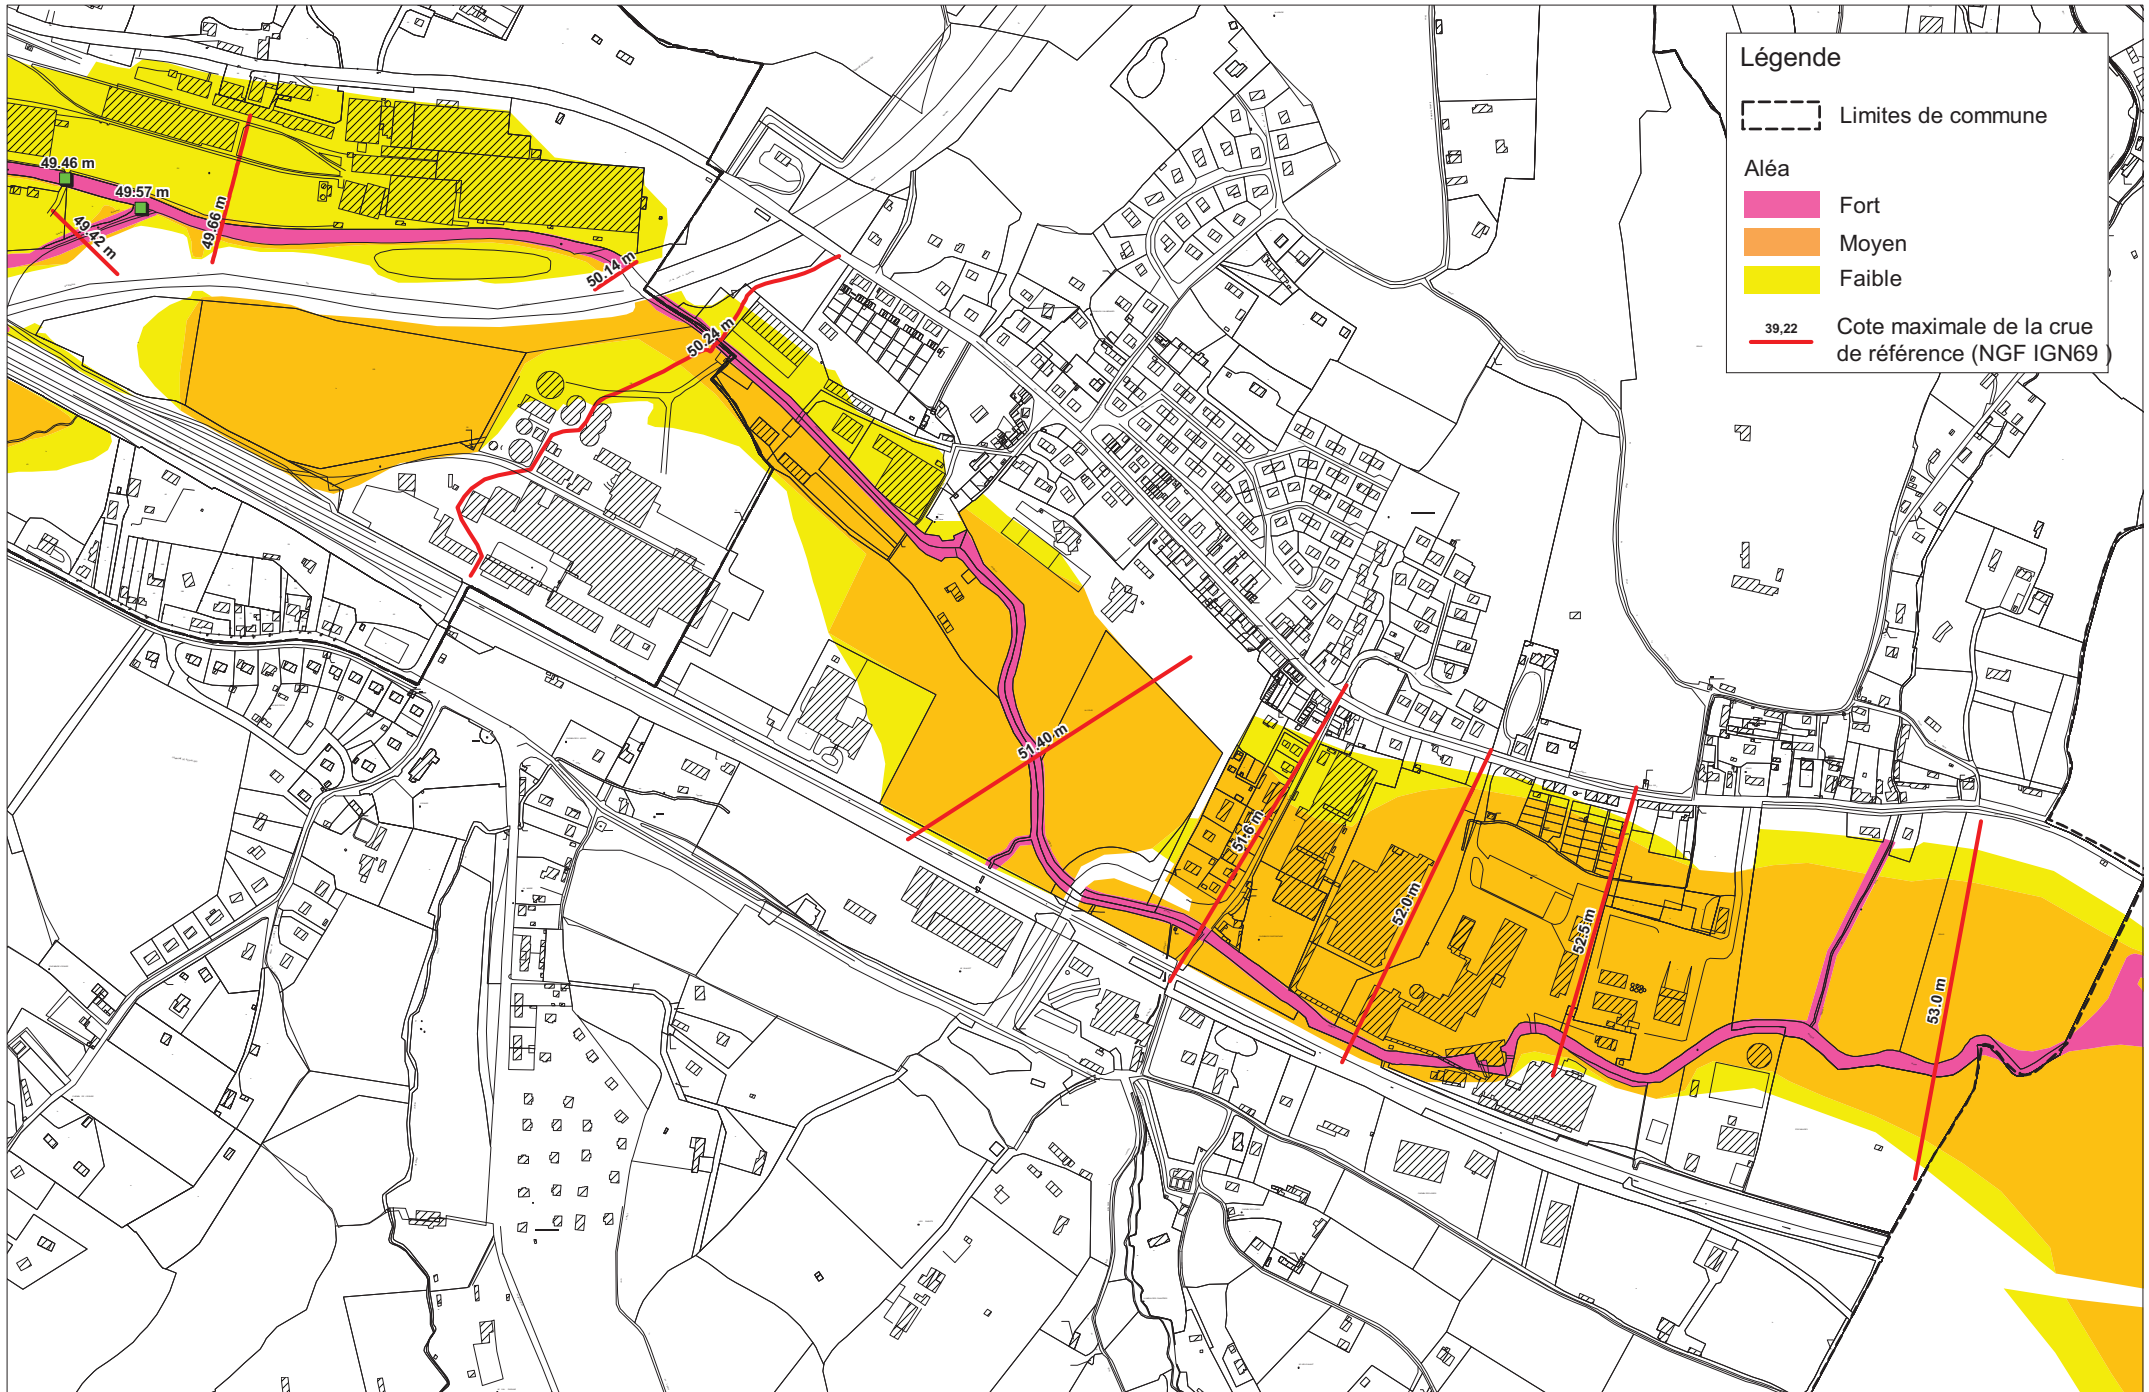 Légende
Limites de commune
Aléa
Fort
Moyen
Faible
39,22
Cote maximale de la crue
de référence (NGF IGN69 )
49.46 m
49.57 m
49.42 m
49.66 m
50.14 m
50.24 m
51.40 m
51.6 m
52.0 m
52.5 m
53.0 m